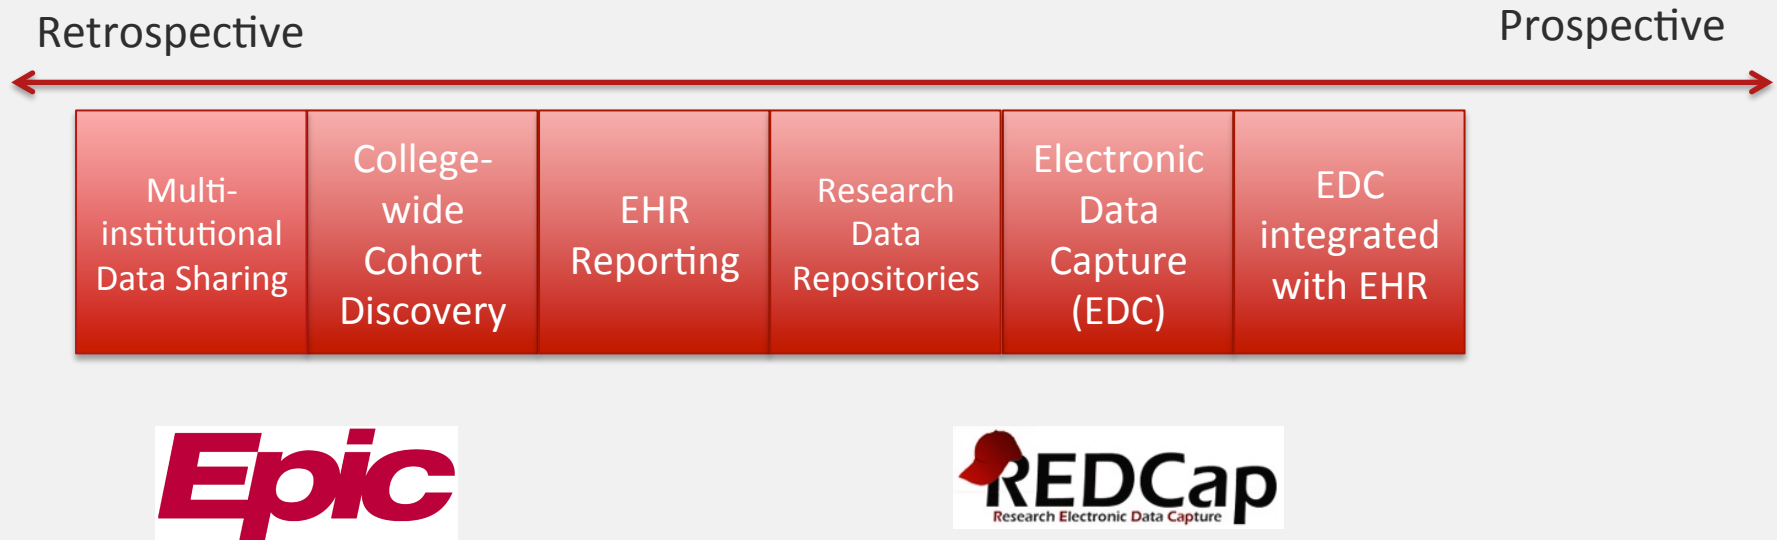 Retrospective
Prospective
Multi-
institutional
Data Sharing
College-
wide
Cohort
Discovery
EHR
Reporting
Research
Data
Repositories
Electronic
Data
Capture
(EDC)
EDC
integrated
with EHR
Epic
REDCap
Research Electronic Data Capture